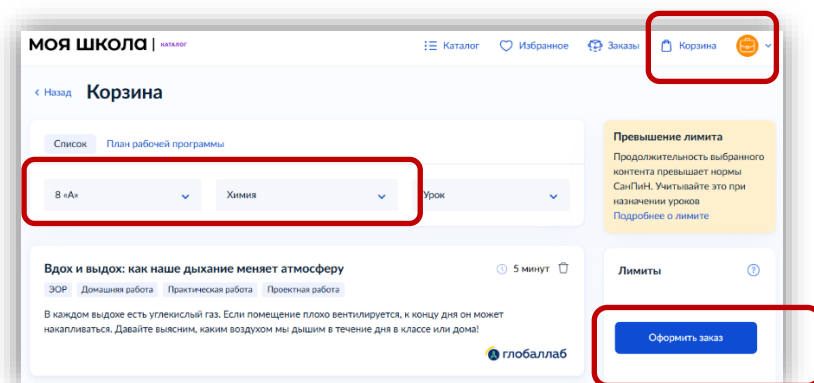 МОЯ ШКОЛА | КАТАЛОГ
Каталог
Избранное
Заказы
Корзина
‹ Назад Корзина
Список План рабочей программы
8 «А»
Химия
Урок
Превышение лимита
Продолжительность выбранного
контента превышает нормы
СанПиН. Учитывайте это при
назначении уроков
Подробнее о лимите
Вдох и выдох: как наше дыхание меняет атмосферу
5 минут
ЭОР Домашняя работа Практическая работа Проектная работа
В каждом выдохе есть углекислый газ. Если помещение плохо вентилируется, к концу дня он может
накапливаться. Давайте выясним, каким воздухом мы дышим в течение дня в классе или дома!
глобаллаб
Лимиты ?
Оформить заказ